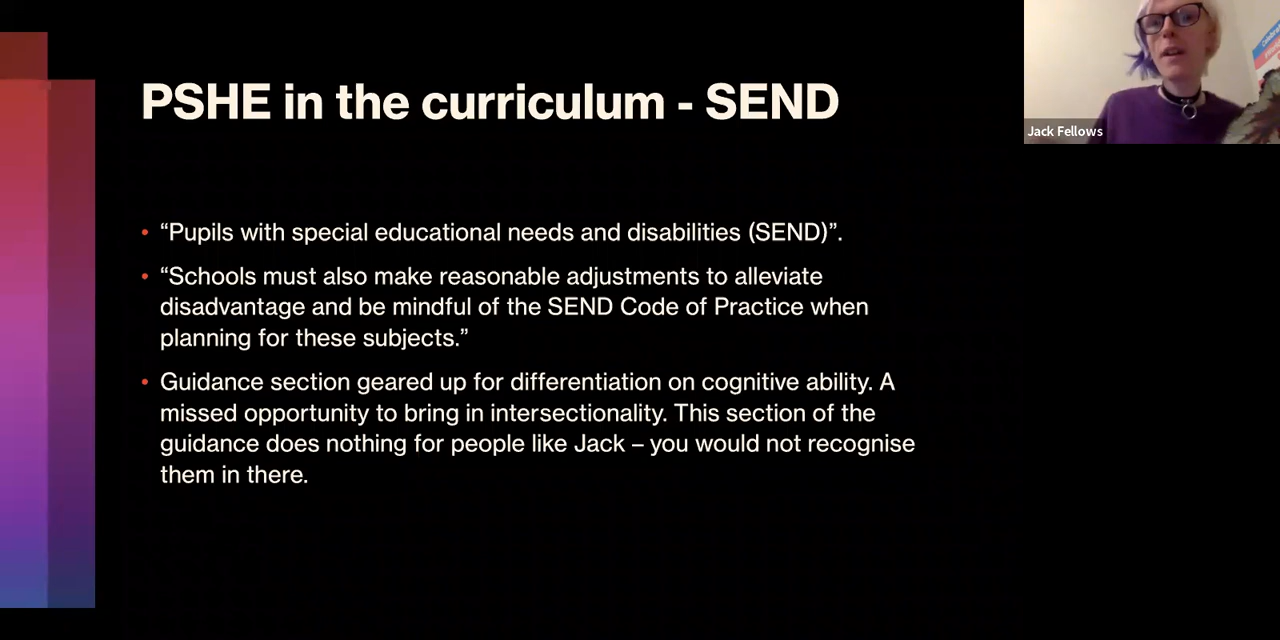 PSHE in the curriculum - SEND
• “Pupils with special educational needs and disabilities (SEND)”.
• “Schools must also make reasonable adjustments to alleviate
disadvantage and be mindful of the SEND Code of Practice when
planning for these subjects.”
• Guidance section geared up for differentiation on cognitive ability. A
missed opportunity to bring in intersectionality. This section of the
guidance does nothing for people like Jack – you would not recognise
them in there.
Jack Fellows